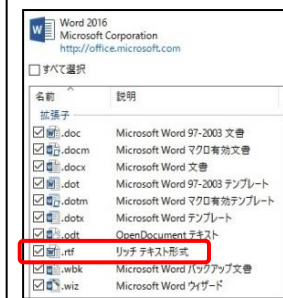 Word 2016
Microsoft Corporation
http://office.microsoft.com
すべて選択
名前 説明
拡張子
.doc Microsoft Word 97-2003 文書
.docm Microsoft Word マクロ有効文書
.docx Microsoft Word 文書
.dot Microsoft Word 97-2003 テンプレート
.dotm Microsoft Word マクロ有効テンプレート
.dotx Microsoft Word テンプレート
.odt OpenDocument テキスト
.rtf リッチ テキスト形式
.wbk Microsoft Word バックアップ文書
.wiz Microsoft Word ウィザード